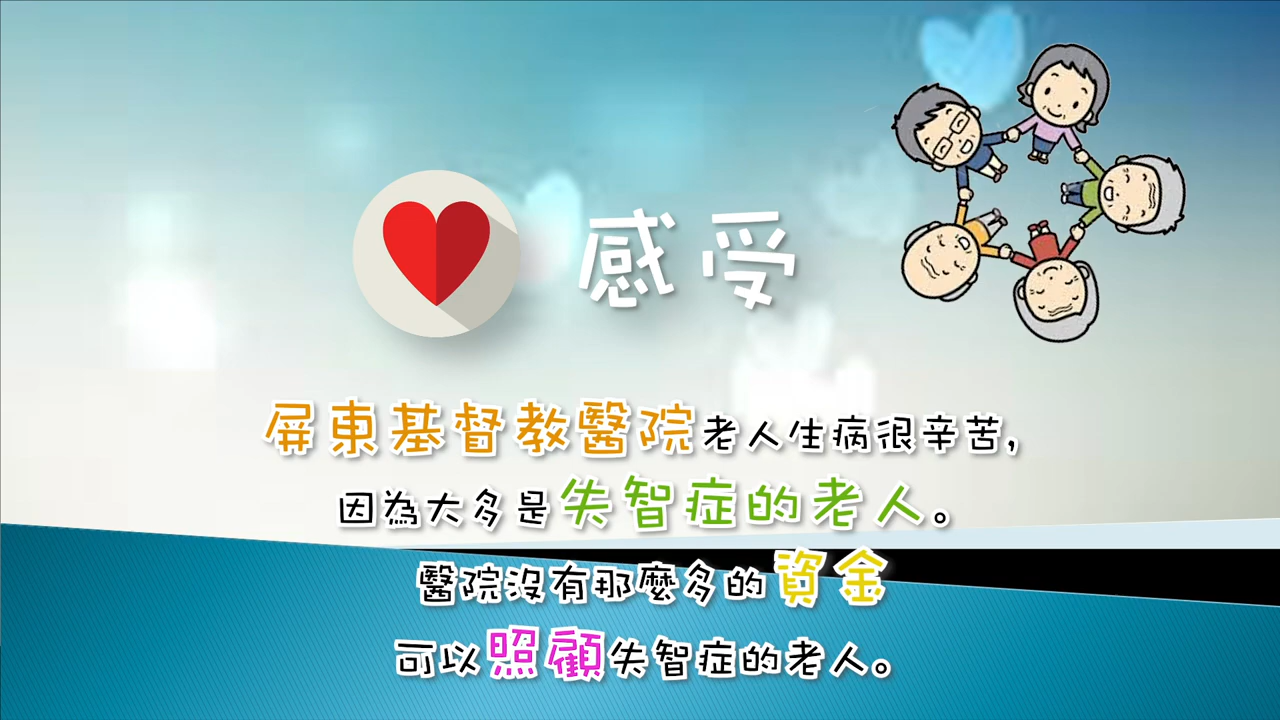 感受
屏東基督教醫院老人生病很辛苦,
因為大多是失智症的老人。
醫院沒有那麼多的資金
可以照顧失智症的老人。